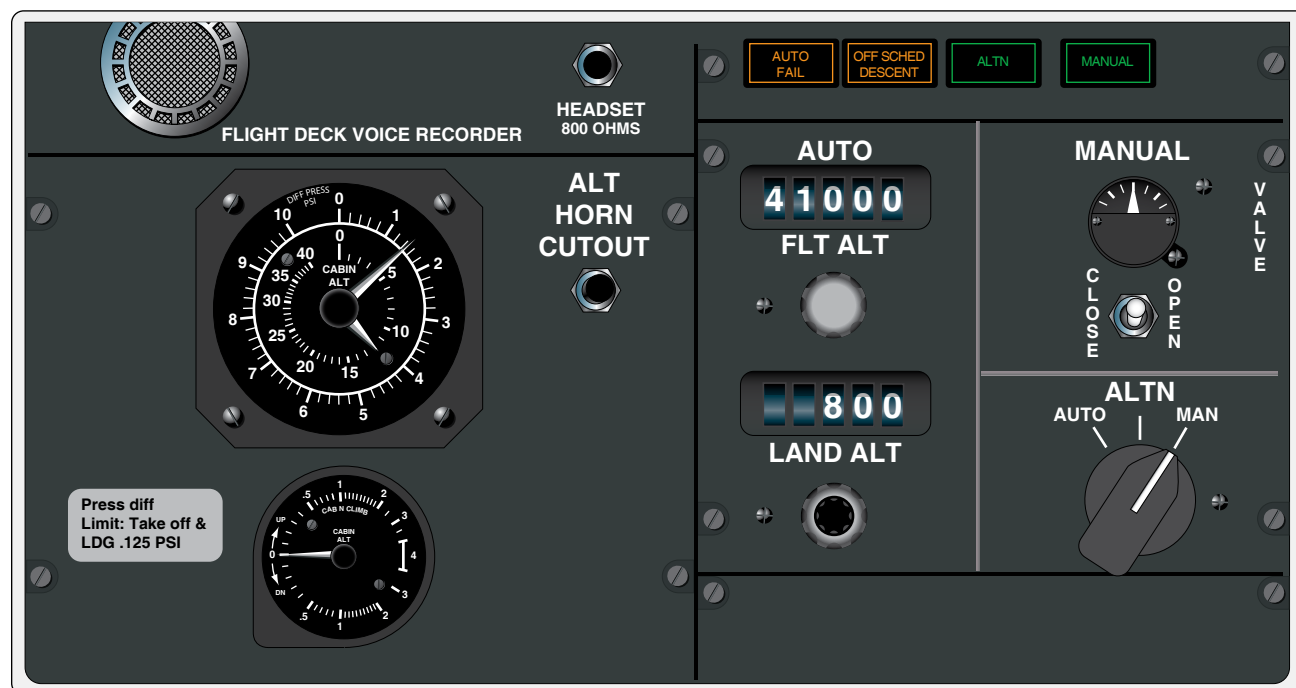 FLIGHT DECK VOICE RECORDER
HEADSET
800 OHMS
ALT
HORN
CUTOUT
DIFF PRESS
PSI
0
1
2
3
4
5
6
7
8
9
10
CABIN
ALT
0
5
10
15
20
25
30
35
40
Press diff
Limit: Take off &
LDG .125 PSI
CAB N CLIMB
CABIN
ALT
UP
0
DN
.5
1
2
3
4
3
2
1
.5
AUTO
FAIL
OFF SCHED
DESCENT
ALTN
MANUAL
AUTO
41000
FLT ALT
800
LAND ALT
MANUAL
VALVE
CLOSE
OPEN
ALTN
AUTO
MAN